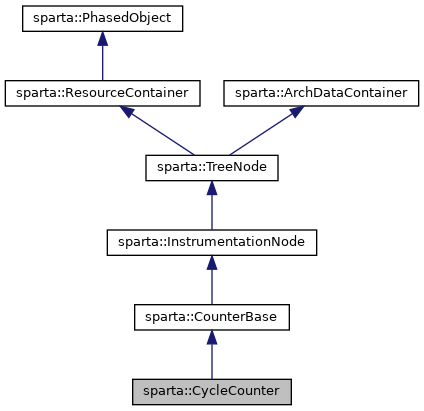 sparta::PhasedObject
sparta::ResourceContainer
sparta::ArchDataContainer
sparta::TreeNode
sparta::InstrumentationNode
sparta::CounterBase
sparta::CycleCounter